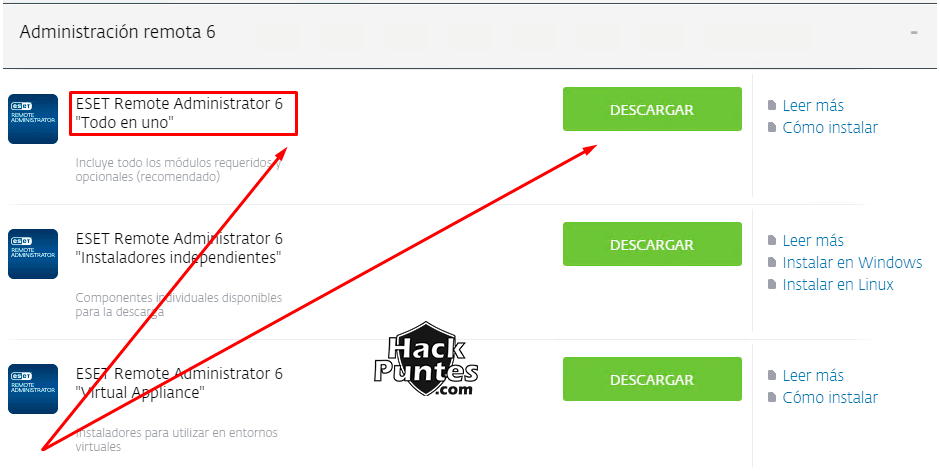 Administración remota 6
eseT
REMOTE
ADMINISTRATOR
ESET Remote Administrator 6
"Todo en uno"
Incluye todo los módulos requeridos y
opcionales (recomendado)
DESCARGAR
Leer más
Cómo instalar
eseT
REMOTE
ADMINISTRATOR
ESET Remote Administrator 6
"Instaladores independientes"
Componentes individuales disponibles
para la descarga
DESCARGAR
Leer más
Instalar en Windows
Instalar en Linux
eseT
REMOTE
ADMINISTRATOR
ESET Remote Administrator 6
"Virtual Appliance"
Instaladores para utilizar en entornos
virtuales
DESCARGAR
Leer más
Cómo instalar
Hack
Puntes
.com